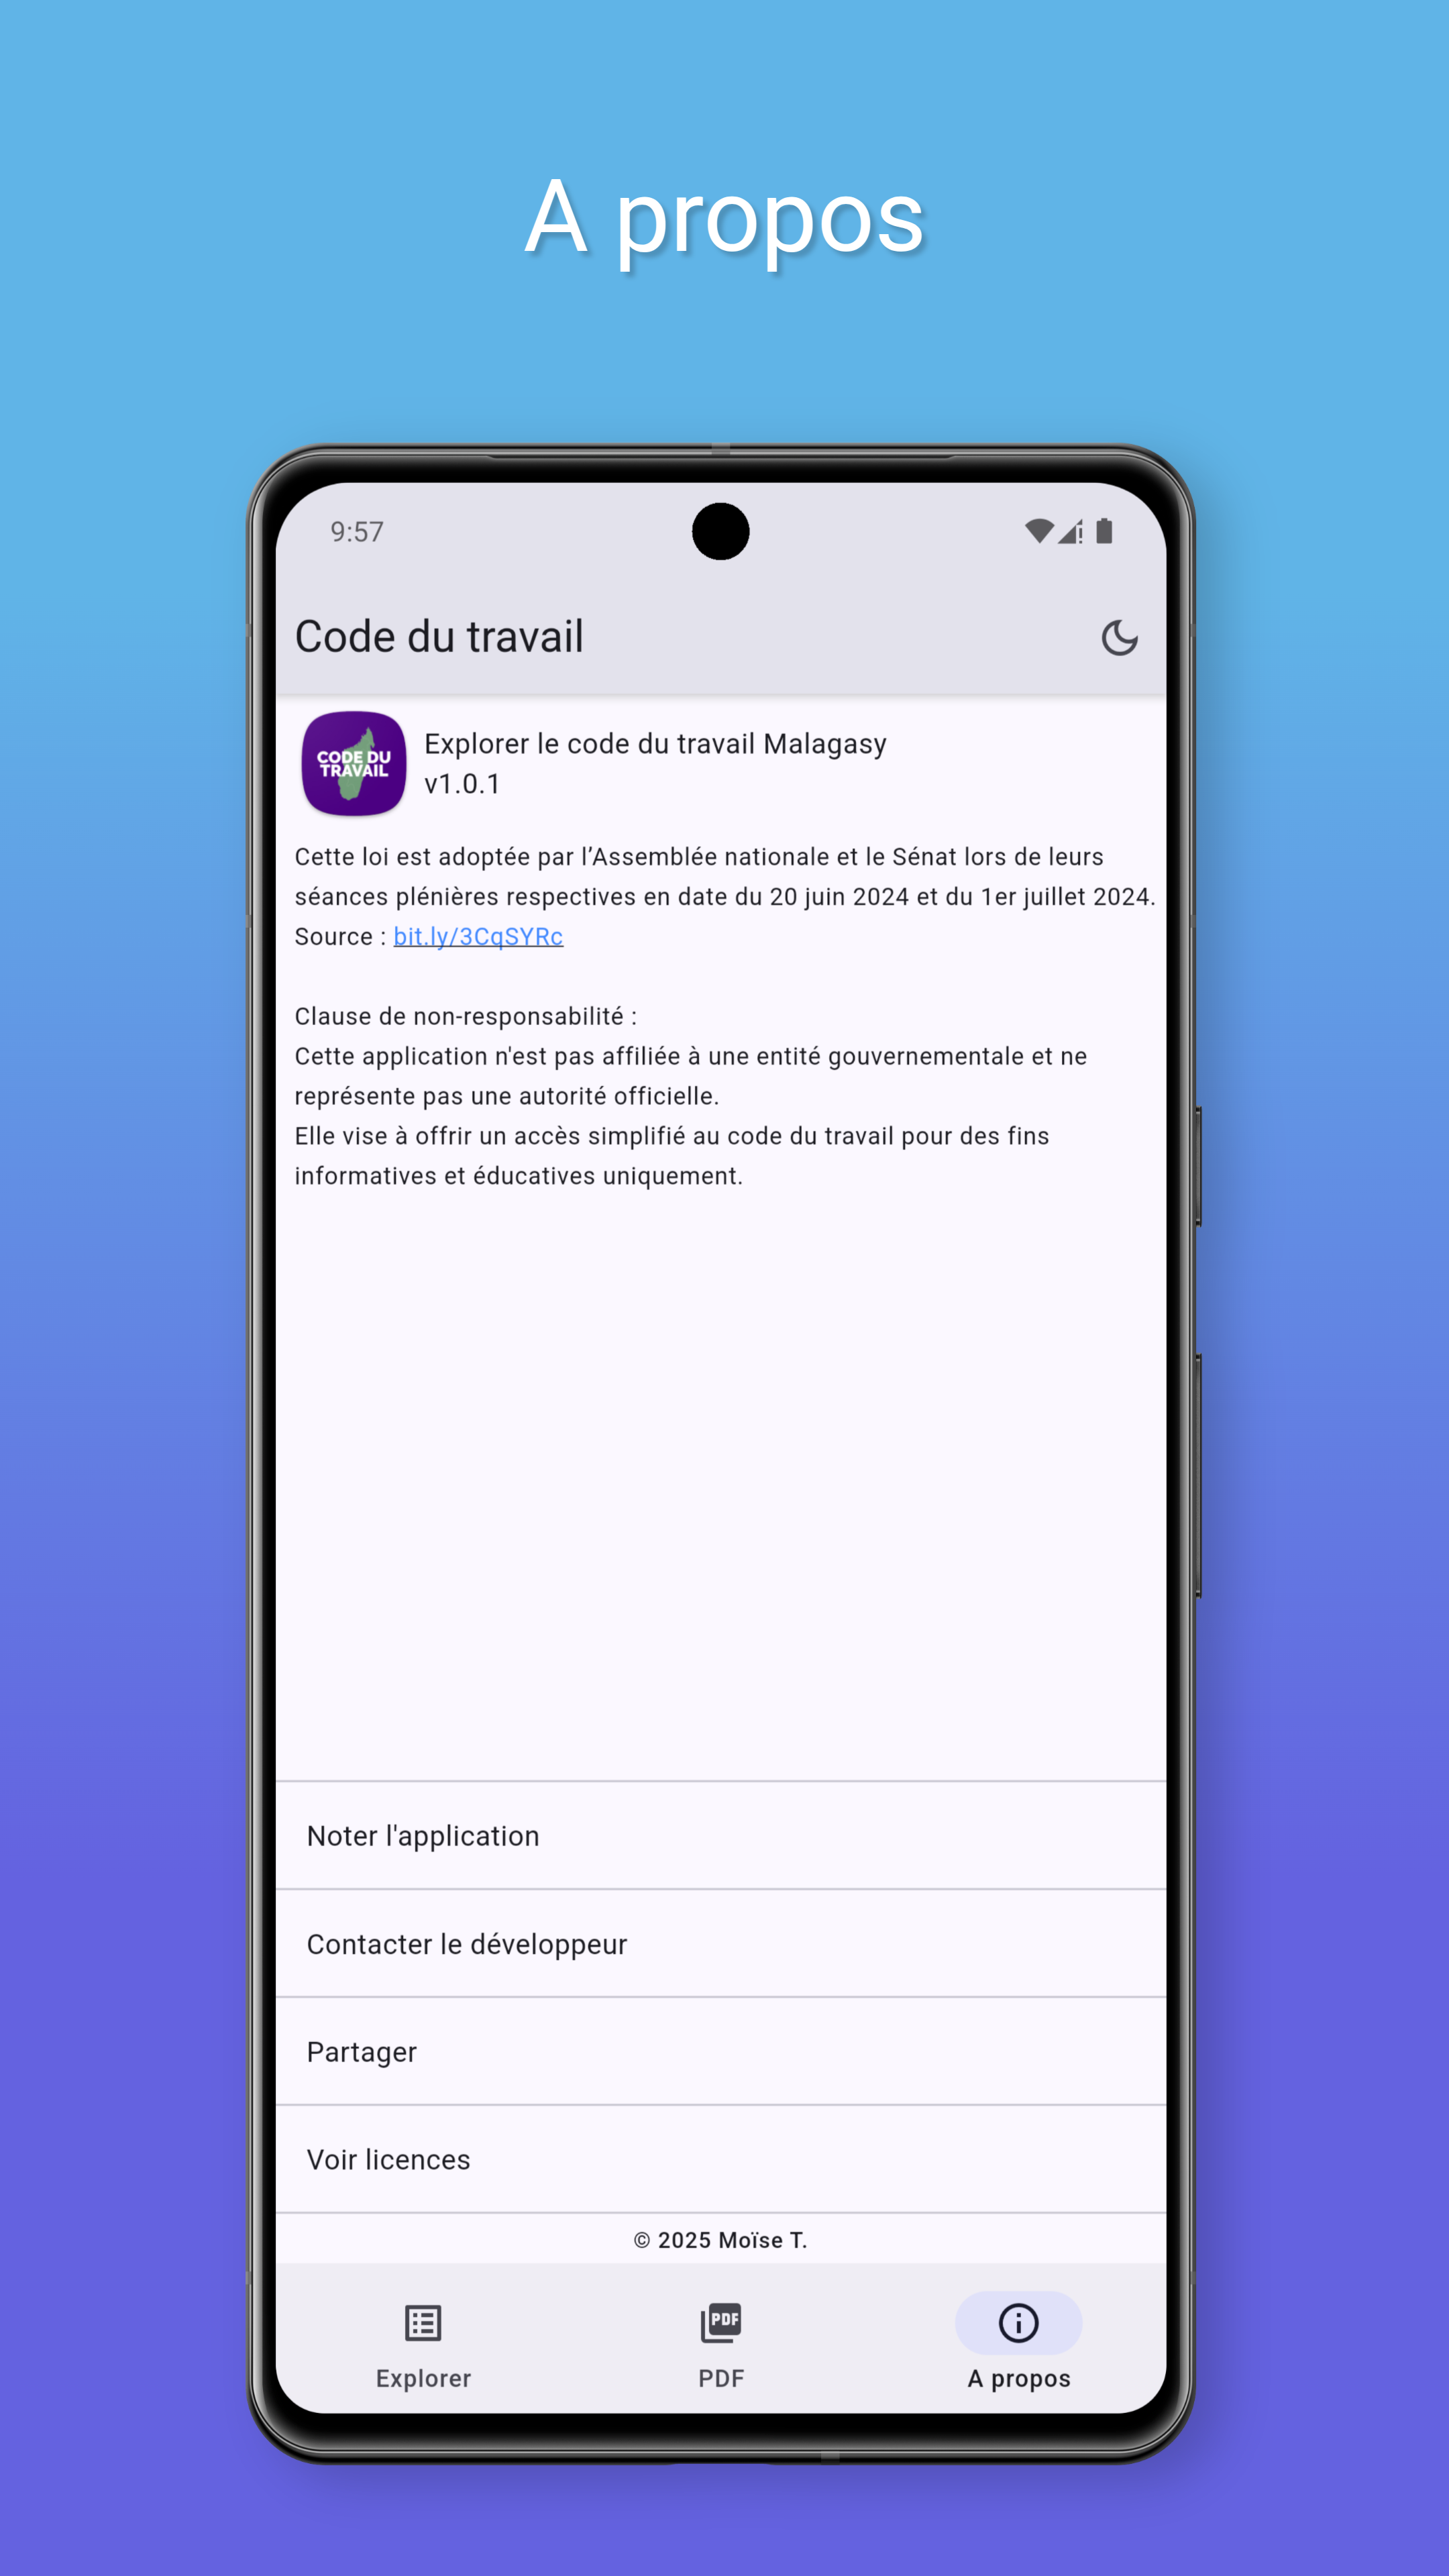 A propos
9:57
Code du travail
CODE DU
TRAVAIL
Explorer le code du travail Malagasy
v1.0.1
Cette loi est adoptée par l’Assemblée nationale et le Sénat lors de leurs
séances plénières respectives en date du 20 juin 2024 et du 1er juillet 2024.
Source : bit.ly/3CqSYRc
Clause de non-responsabilité :
Cette application n'est pas affiliée à une entité gouvernementale et ne
représente pas une autorité officielle.
Elle vise à offrir un accès simplifié au code du travail pour des fins
informatives et éducatives uniquement.
Noter l'application
Contacter le développeur
Partager
Voir licences
© 2025 Moïse T.
PDF
Explorer
PDF
A propos